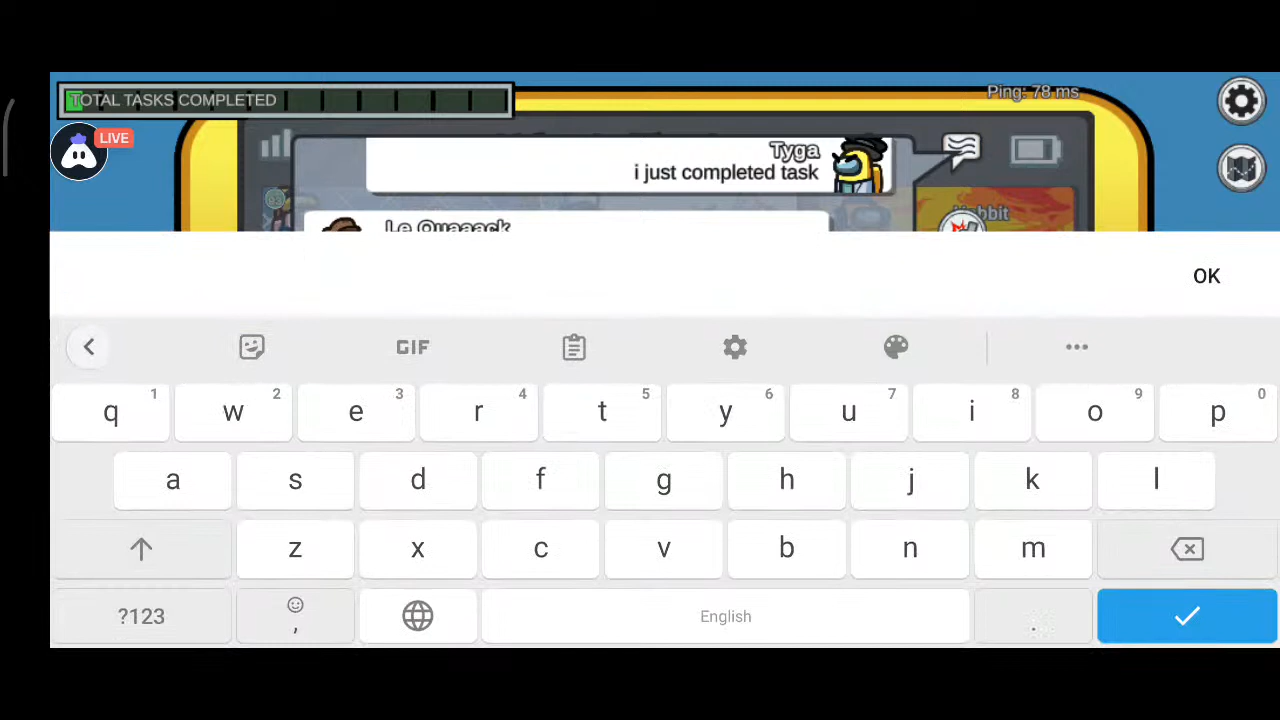 TOTAL TASKS COMPLETED
Ping: 78 ms
LIVE
Tyga
i just completed task
Le Quaaack
OK
GIF
q 1 w 2 e 3 r 4 t 5 y 6 u 7 i 8 o 9 p 0
a s d f g h j k l
z x c v b n m
?123 , English .